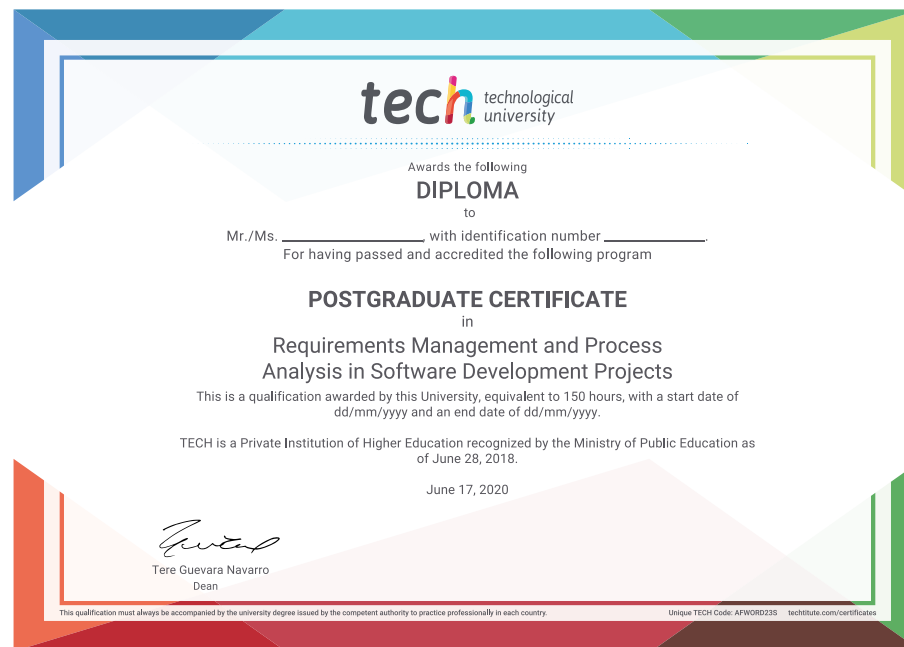 tech technological
university
Awards the following
DIPLOMA
to
Mr./Ms. ____________________, with identification number ______________.
For having passed and accredited the following program
POSTGRADUATE CERTIFICATE
in
Requirements Management and Process
Analysis in Software Development Projects
This is a qualification awarded by this University, equivalent to 150 hours, with a start date of
dd/mm/yyyy and an end date of dd/mm/yyyy.
TECH is a Private Institution of Higher Education recognized by the Ministry of Public Education as
of June 28, 2018.
June 17, 2020
Tere Guevara Navarro
Dean
This qualification must always be accompanied by the university degree issued by the competent authority to practice professionally in each country.
Unique TECH Code: AFWORD23S techtitute.com/certificates